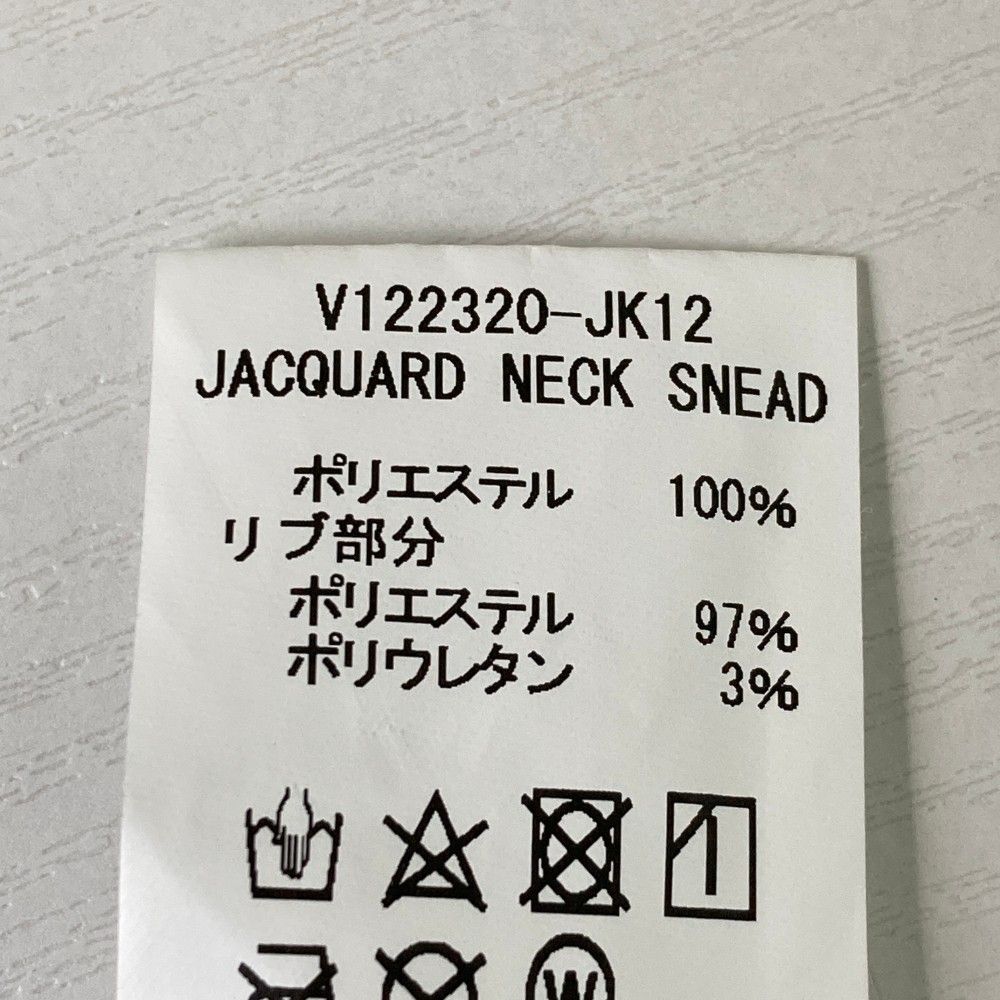 V122320-JK12
JACQUARD NECK SNEAD
ポリエステル 100%
リブ部分
ポリエステル 97%
ポリウレタン 3%
W